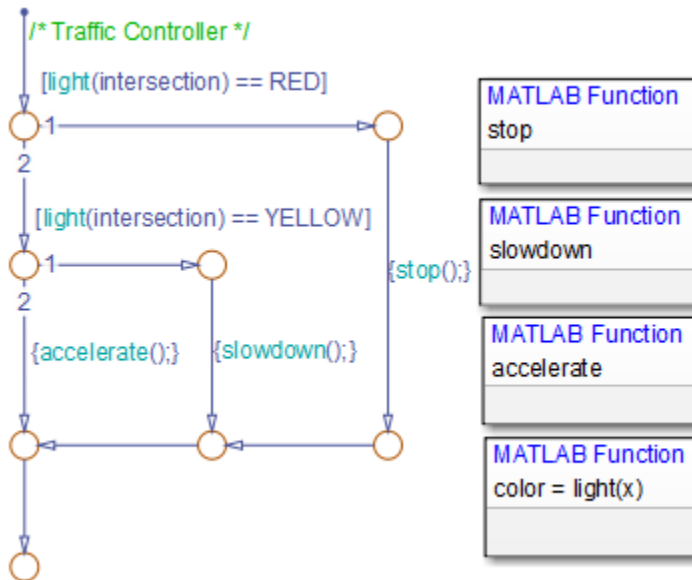 /* Traffic Controller */
[light(intersection) == RED]
1
2
[light(intersection) == YELLOW]
1
2
{stop();}
{accelerate();}
{slowdown();}
MATLAB Function
stop
MATLAB Function
slowdown
MATLAB Function
accelerate
MATLAB Function
color = light(x)